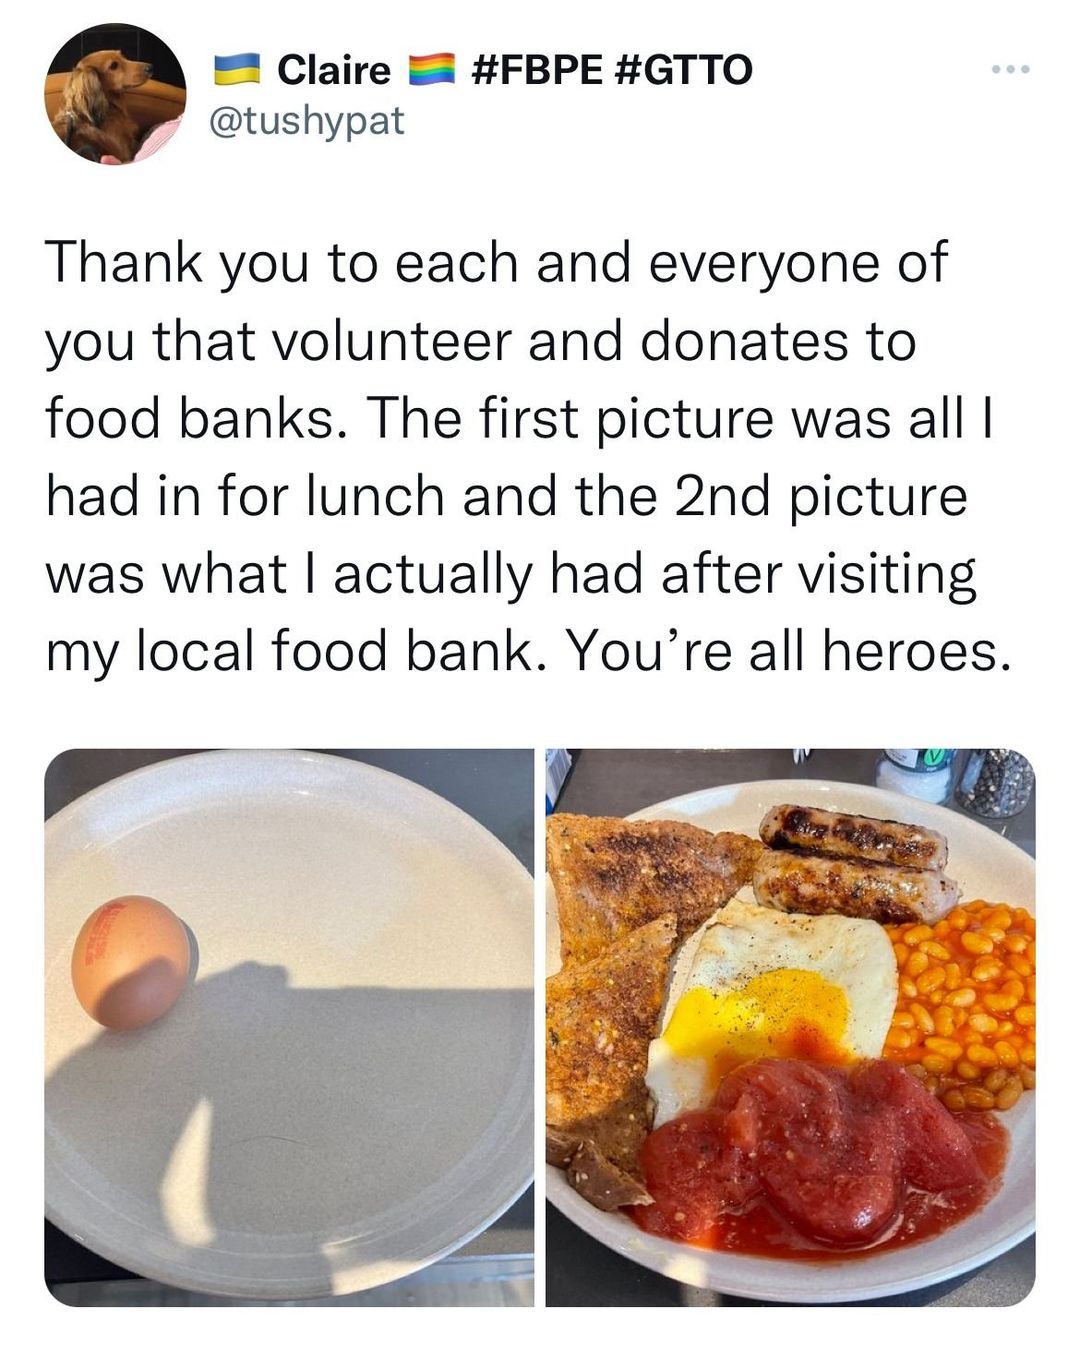 🇺🇦 Claire 🏳️‍🌈 #FBPE #GTTO
@tushypat
Thank you to each and everyone of
you that volunteer and donates to
food banks. The first picture was all I
had in for lunch and the 2nd picture
was what I actually had after visiting
my local food bank. You’re all heroes.